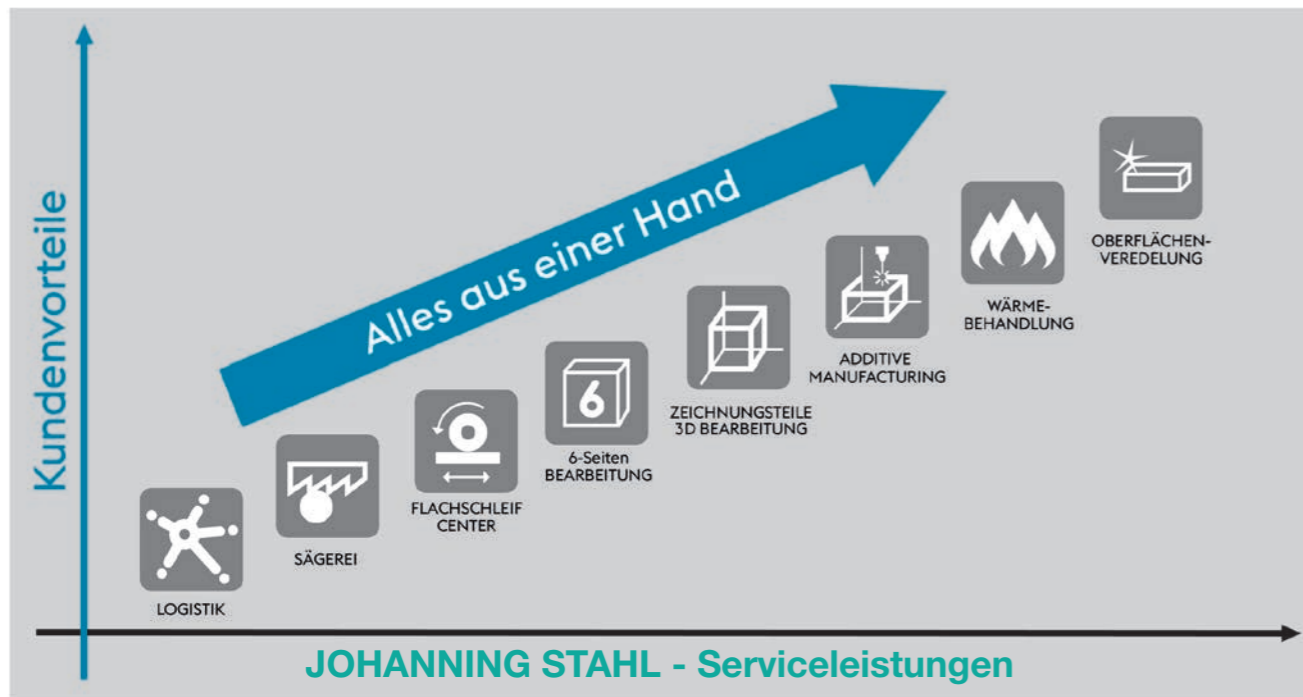 Kundenvorteile
Alles aus einer Hand
LOGISTIK
SÄGEREI
FLACHSCHLEIF
CENTER
6
6-Seiten
BEARBEITUNG
ZEICHNUNGSTEILE
3D BEARBEITUNG
ADDITIVE
MANUFACTURING
WÄRME-
BEHANDLUNG
OBERFLÄCHEN-
VEREDELUNG
JOHANNING STAHL - Serviceleistungen